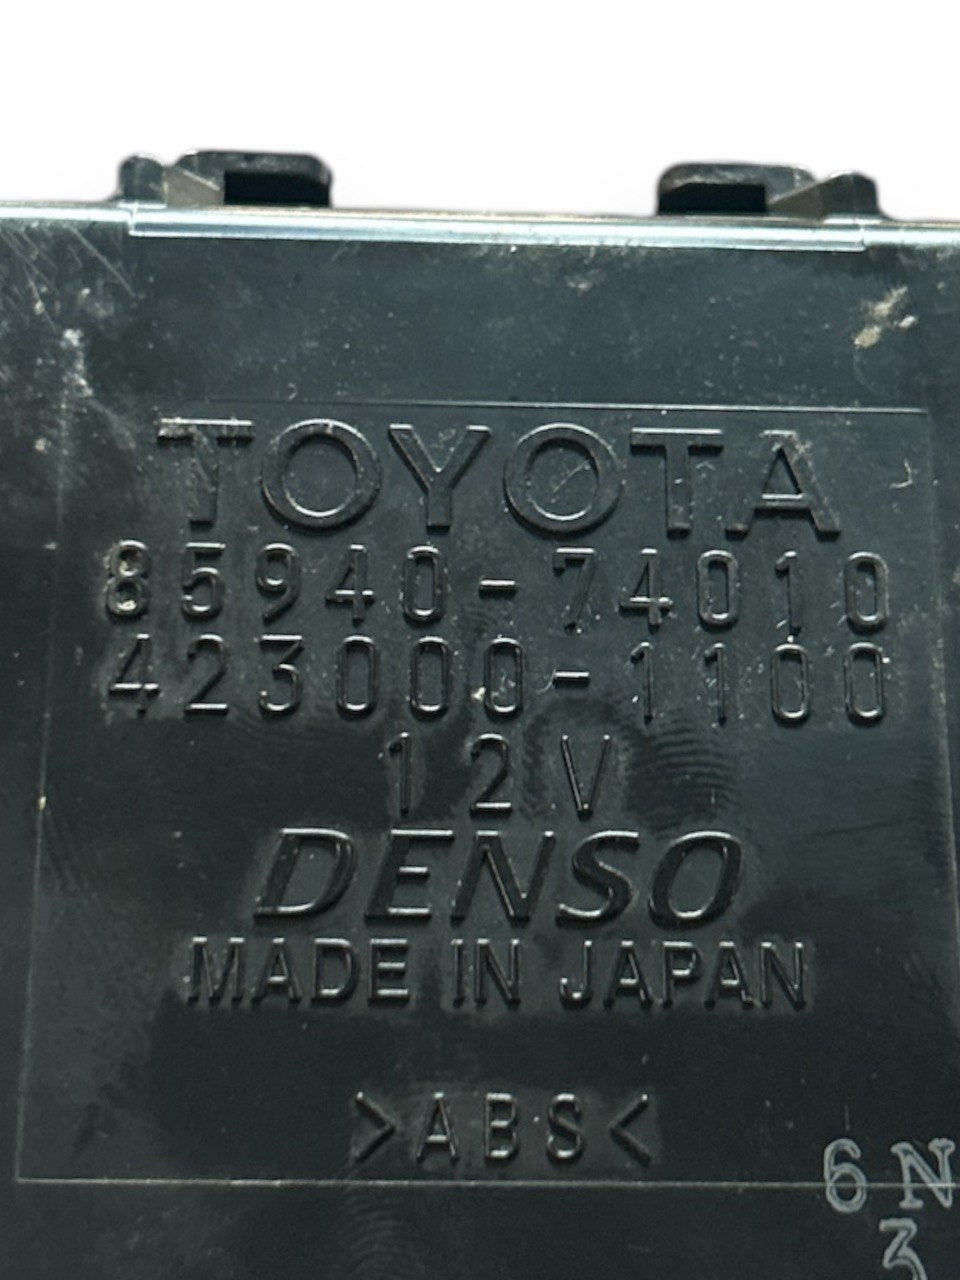 TOYOTA
85940-74010
423000-1100
12V
DENSO
MADE IN JAPAN
>ABS<
6N
3